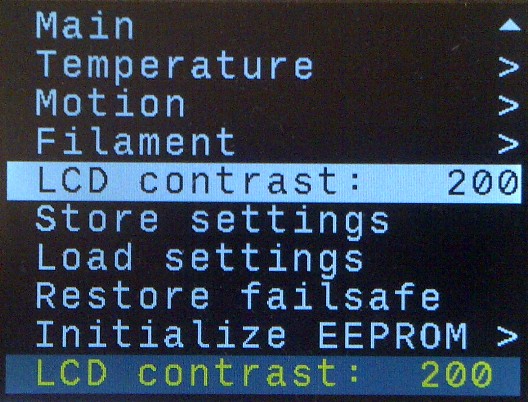 Main ▲
Temperature >
Motion >
Filament >
LCD contrast: 200
Store settings
Load settings
Restore failsafe
Initialize EEPROM >
LCD contrast: 200